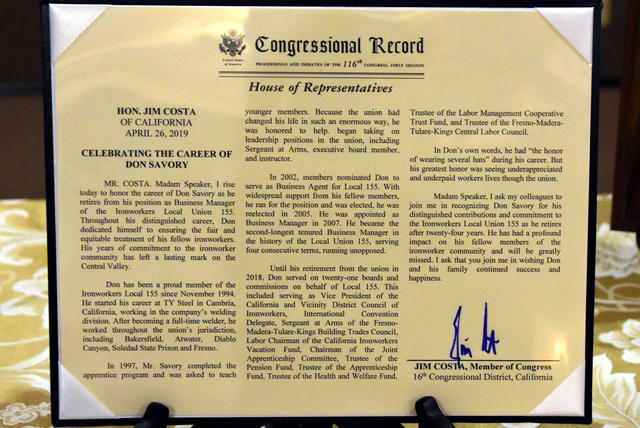 Congressional Record
United States
of America
PROCEEDINGS AND DEBATES OF THE 116th CONGRESS, FIRST SESSION
House of Representatives
HON. JIM COSTA
OF CALIFORNIA
APRIL 26, 2019
CELEBRATING THE CAREER OF
DON SAVORY
MR. COSTA. Madam Speaker, I rise
today to honor the career of Don Savory as he
retires from his position as Business Manager
of the Ironworkers Local Union 155.
Throughout his distinguished career, Don
dedicated himself to ensuring the fair and
equitable treatment of his fellow ironworkers.
His years of commitment to the ironworker
community has left a lasting mark on the
Central Valley.
Don has been a proud member of the
Ironworkers Local 155 since November 1994.
He started his career at TY Steel in Cambria,
California, working in the company's welding
division. After becoming a full-time welder, he
worked throughout the union's jurisdiction,
including Bakersfield, Atwater, Diablo
Canyon, Soledad State Prison and Fresno.
In 1997, Mr. Savory completed the
apprentice program and was asked to teach
younger members. Because the union had
changed his life in such an enormous way, he
was honored to help. began taking on
leadership positions in the union, including
Sergeant at Arms, executive board member,
and instructor.
In 2002, members nominated Don to
serve as Business Agent for Local 155. With
widespread support from his fellow members,
he ran for the position and was elected, he was
reelected in 2005. He was appointed as
Business Manager in 2007. He became the
second-longest tenured Business Manager in
the history of the Local Union 155, serving
four consecutive terms, running unopposed.
Until his retirement from the union in
2018, Don served on twenty-one boards and
commissions on behalf of Local 155. This
included serving as Vice President of the
California and Vicinity District Council of
Ironworkers, International Convention
Delegate, Sergeant at Arms of the Fresno-
Madera-Tulare-Kings Building Trades Council,
Labor Chairman of the California Ironworkers
Vacation Fund, Chairman of the Joint
Apprenticeship Committee, Trustee of the
Pension Fund, Trustee of the Apprenticeship
Fund, Trustee of the Health and Welfare Fund,
Trustee of the Labor Management Cooperative
Trust Fund, and Trustee of the Fresno-Madera-
Tulare-Kings Central Labor Council.
In Don's own words, he had "the honor
of wearing several hats" during his career. But
his greatest honor was seeing underappreciated
and underpaid workers lives though the union.
Madam Speaker, I ask my colleagues to
join me in recognizing Don Savory for his
distinguished contributions and commitment to
the Ironworkers Local Union 155 as he retires
after twenty-four years. He has had a profound
impact on his fellow members of the
ironworker community and will be greatly
missed. I ask that you join me in wishing Don
and his family continued success and
happiness.
Jim Costa
JIM COSTA, Member of Congress
16th Congressional District, California